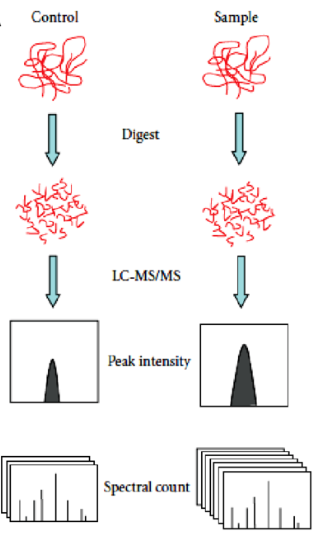 Control
Sample
Digest
LC-MS/MS
Peak intensity
Spectral count